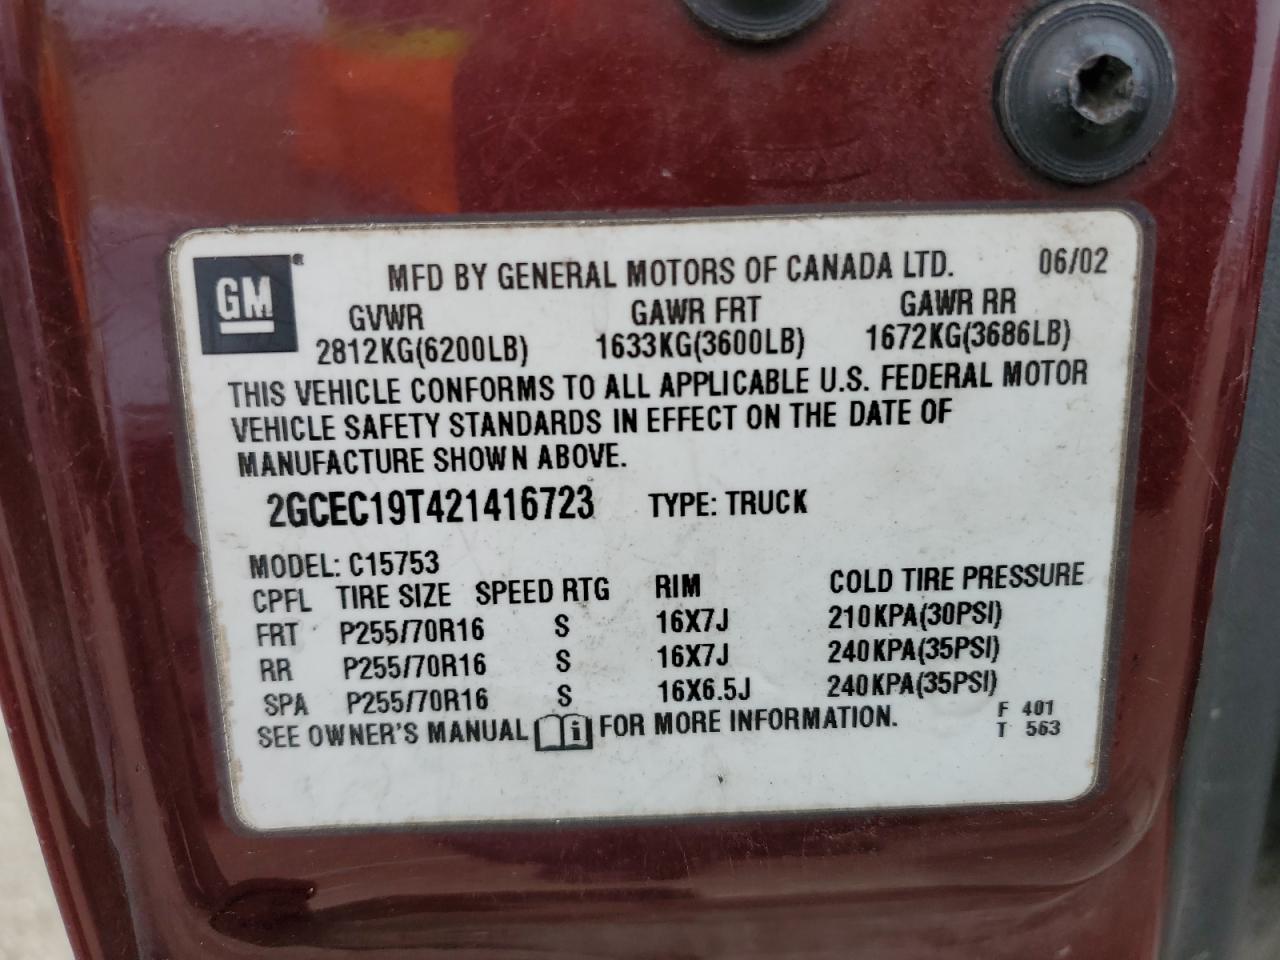 GM ®
MFD BY GENERAL MOTORS OF CANADA LTD. 06/02
GVWR GAWR FRT GAWR RR
2812KG(6200LB) 1633KG(3600LB) 1672KG(3686LB)
THIS VEHICLE CONFORMS TO ALL APPLICABLE U.S. FEDERAL MOTOR
VEHICLE SAFETY STANDARDS IN EFFECT ON THE DATE OF
MANUFACTURE SHOWN ABOVE.
2GCEC19T421416723 TYPE: TRUCK
MODEL: C15753
CPFL TIRE SIZE SPEED RTG RIM COLD TIRE PRESSURE
FRT P255/70R16 S 16X7J 210KPA(30PSI)
RR P255/70R16 S 16X7J 240KPA(35PSI)
SPA P255/70R16 S 16X6.5J 240KPA(35PSI)
SEE OWNER'S MANUAL i FOR MORE INFORMATION.
F 401
T 563